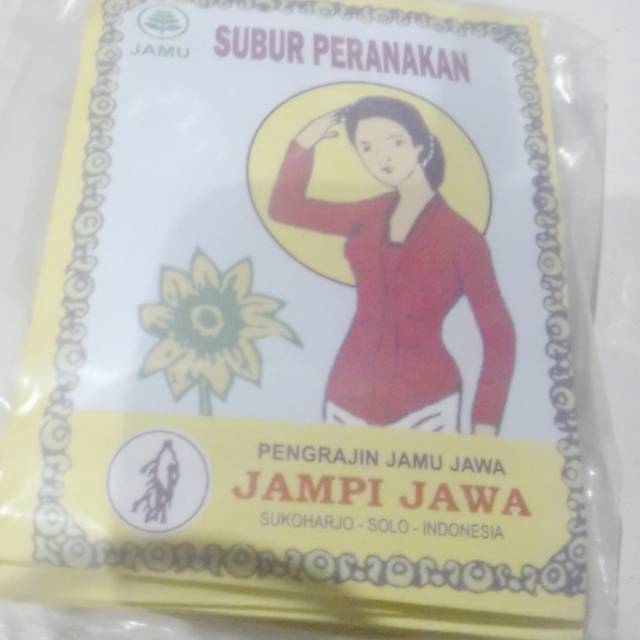 JAMU
SUBUR PERANAKAN
PENGRAJIN JAMU JAWA
JAMPI JAWA
SUKOHARJO - SOLO - INDONESIA